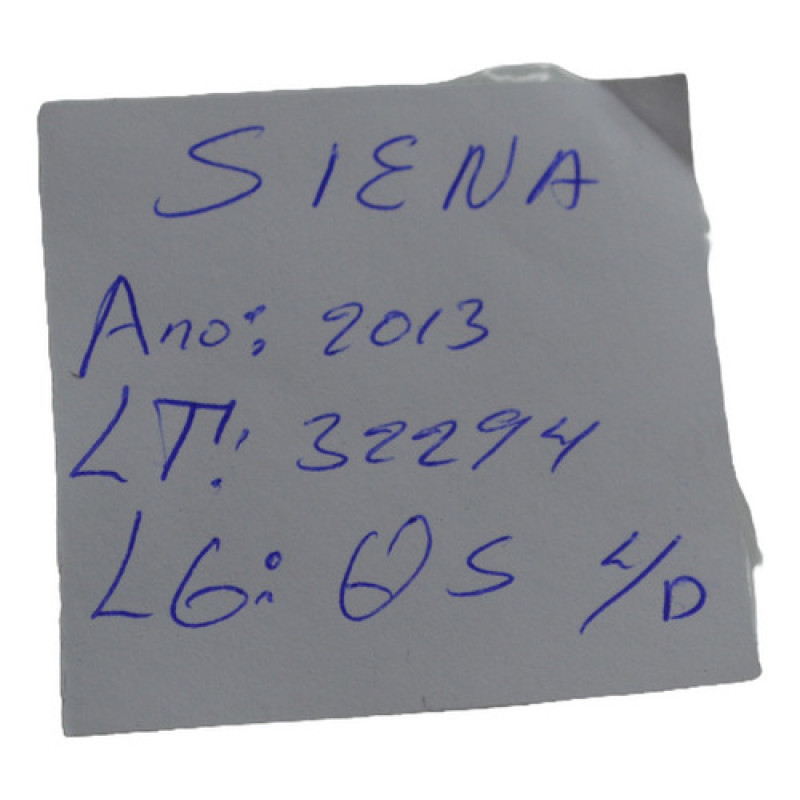 SIENA
Ano: 2013
LT: 32294
LG: 05 L/D